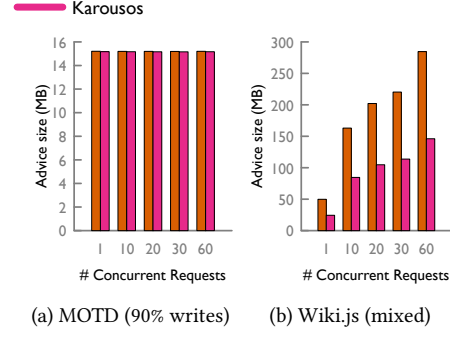 Karousos
Advice size (MB)
16
14
12
10
8
6
4
2
0
1 10 20 30 60
# Concurrent Requests
(a) MOTD (90% writes)
Advice size (MB)
300
250
200
150
100
50
0
1 10 20 30 60
# Concurrent Requests
(b) Wiki.js (mixed)